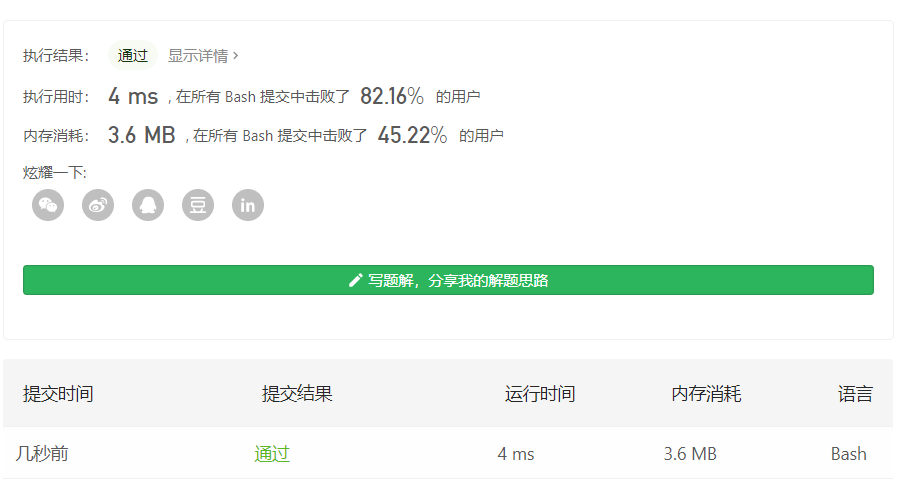 执行结果： 通过 显示详情 ›
执行用时： 4 ms , 在所有 Bash 提交中击败了 82.16% 的用户
内存消耗： 3.6 MB , 在所有 Bash 提交中击败了 45.22% 的用户
炫耀一下:
豆 in
写题解，分享我的解题思路
提交时间 提交结果 运行时间 内存消耗 语言
几秒前 通过 4 ms 3.6 MB Bash